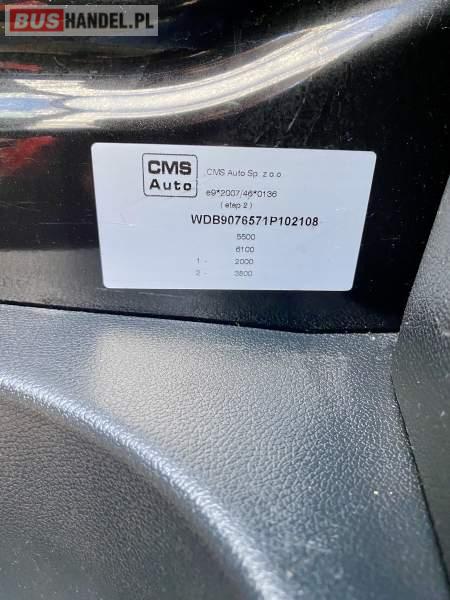 BUSHANDEL.PL
CMS
Auto
CMS Auto Sp. z o.o.
e9*2007/46*0136
( etap 2 )
WDB9076571P102108
5500
6100
1 - 2000
2 - 3800